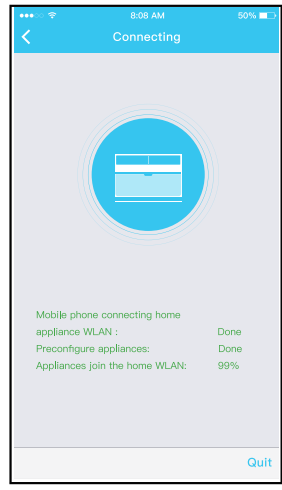 8:08 AM 50%
Connecting
Mobile phone connecting home
appliance WLAN : Done
Preconfigure appliances: Done
Appliances join the home WLAN: 99%
Quit